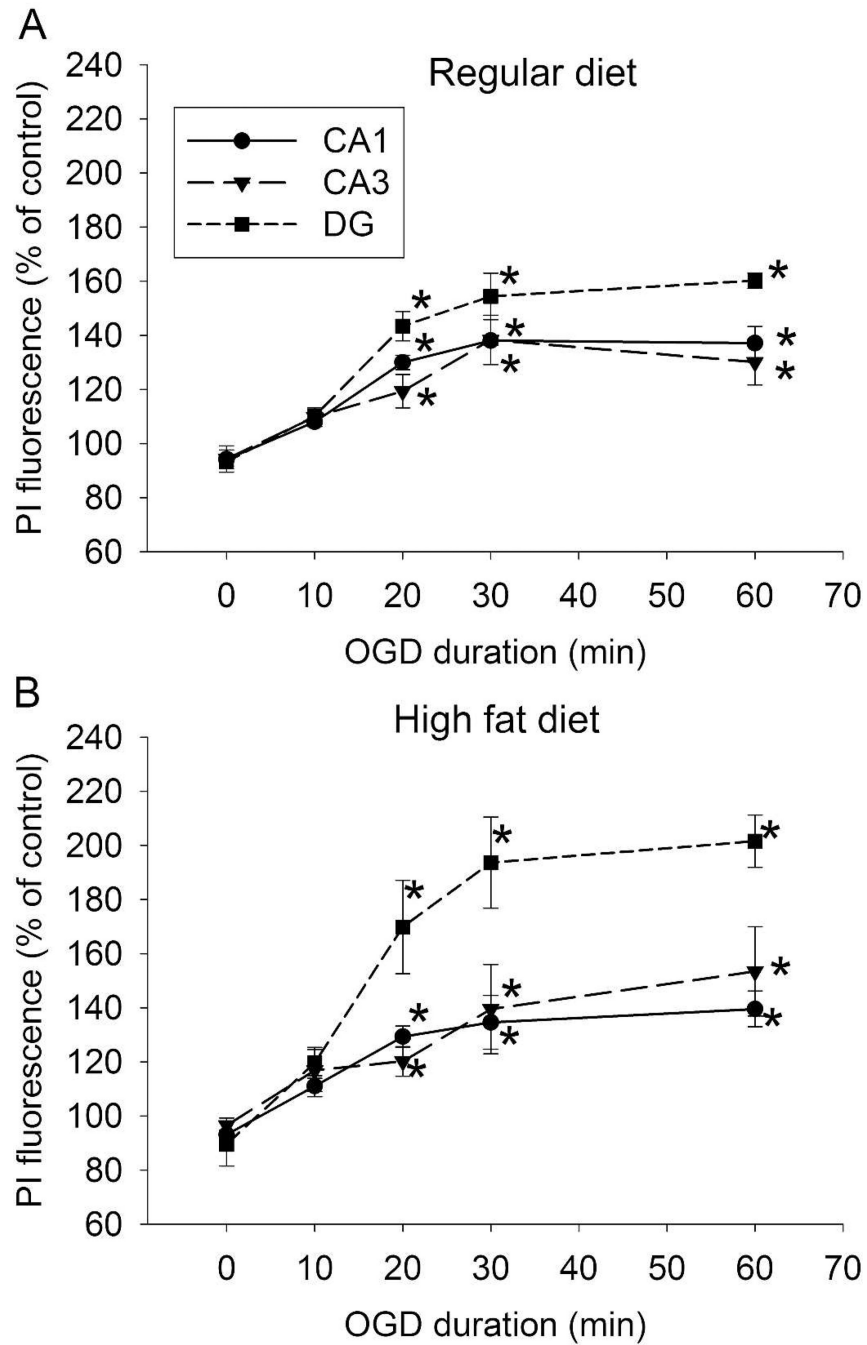 A
Regular diet
PI fluorescence (% of control)
240
220
200
180
160
140
120
100
80
60
CA1
CA3
DG
*
*
*
*
*
*
*
*
*
0 10 20 30 40 50 60 70
OGD duration (min)
B
High fat diet
PI fluorescence (% of control)
240
220
200
180
160
140
120
100
80
60
*
*
*
*
*
*
*
*
*
0 10 20 30 40 50 60 70
OGD duration (min)